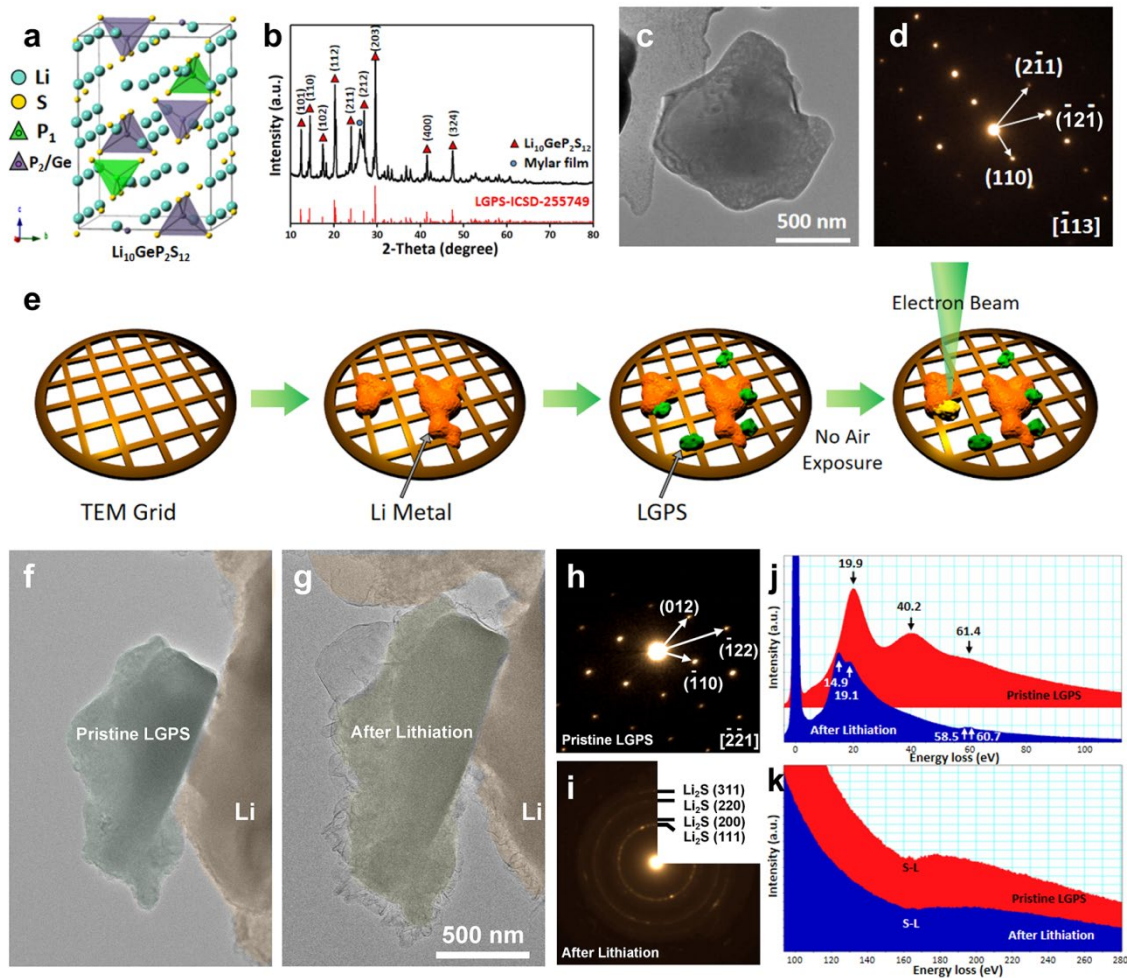 a
Li
S
P₁
P₂/Ge
c
b
Li₁₀GeP₂S₁₂
b
Intensity (a.u.)
(101)
(110)
(102)
(112)
(211)
(212)
(203)
(400)
(324)
Li₁₀GeP₂S₁₂
Mylar film
LGPS-ICSD-255749
10 20 30 40 50 60 70 80
2-Theta (degree)
c
500 nm
d
(21̄1)
(1̄21̄)
(110)
[1̄13]
e
Electron Beam
No Air
Exposure
TEM Grid
Li Metal
LGPS
f
Pristine LGPS
Li
g
After Lithiation
Li
500 nm
h
(012)
(1̄22)
(1̄10)
Pristine LGPS
[2̄2̄1]
i
Li₂S (311)
Li₂S (220)
Li₂S (200)
Li₂S (111)
After Lithiation
j
Intensity (a.u.)
19.9
40.2
61.4
14.9
19.1
Pristine LGPS
After Lithiation
58.5
60.7
0 20 40 60 80 100
Energy loss (eV)
k
Intensity (a.u.)
S-L
Pristine LGPS
S-L
After Lithiation
100 120 140 160 180 200 220 240 260 280
Energy loss (eV)